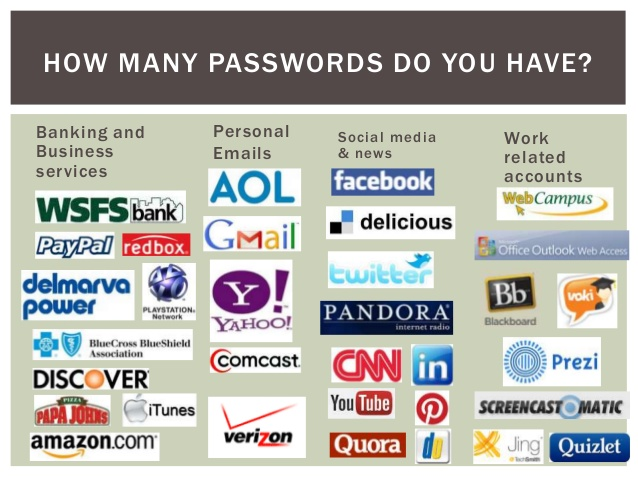 HOW MANY PASSWORDS DO YOU HAVE?
Banking and
Business
services
WSFS bank
PayPal redbox.
delmarva
power
PLAYSTATION
Network
BlueCross BlueShield
Association
DISCOVER
PIZZA
PAPA JOHNS
iTunes
amazon.com
Personal
Emails
AOL
Gmail
Y!
YAHOO!
Comcast
verizon
Social media
& news
facebook
delicious
twitter
PANDORA
internet radio
CNN in
YouTube
Quora
Work
related
accounts
WebCampus
Microsoft
Office Outlook Web Access
Bb
Blackboard
voki
Prezi
SCREENCAST MATIC
Jing
TechSmith
Quizlet